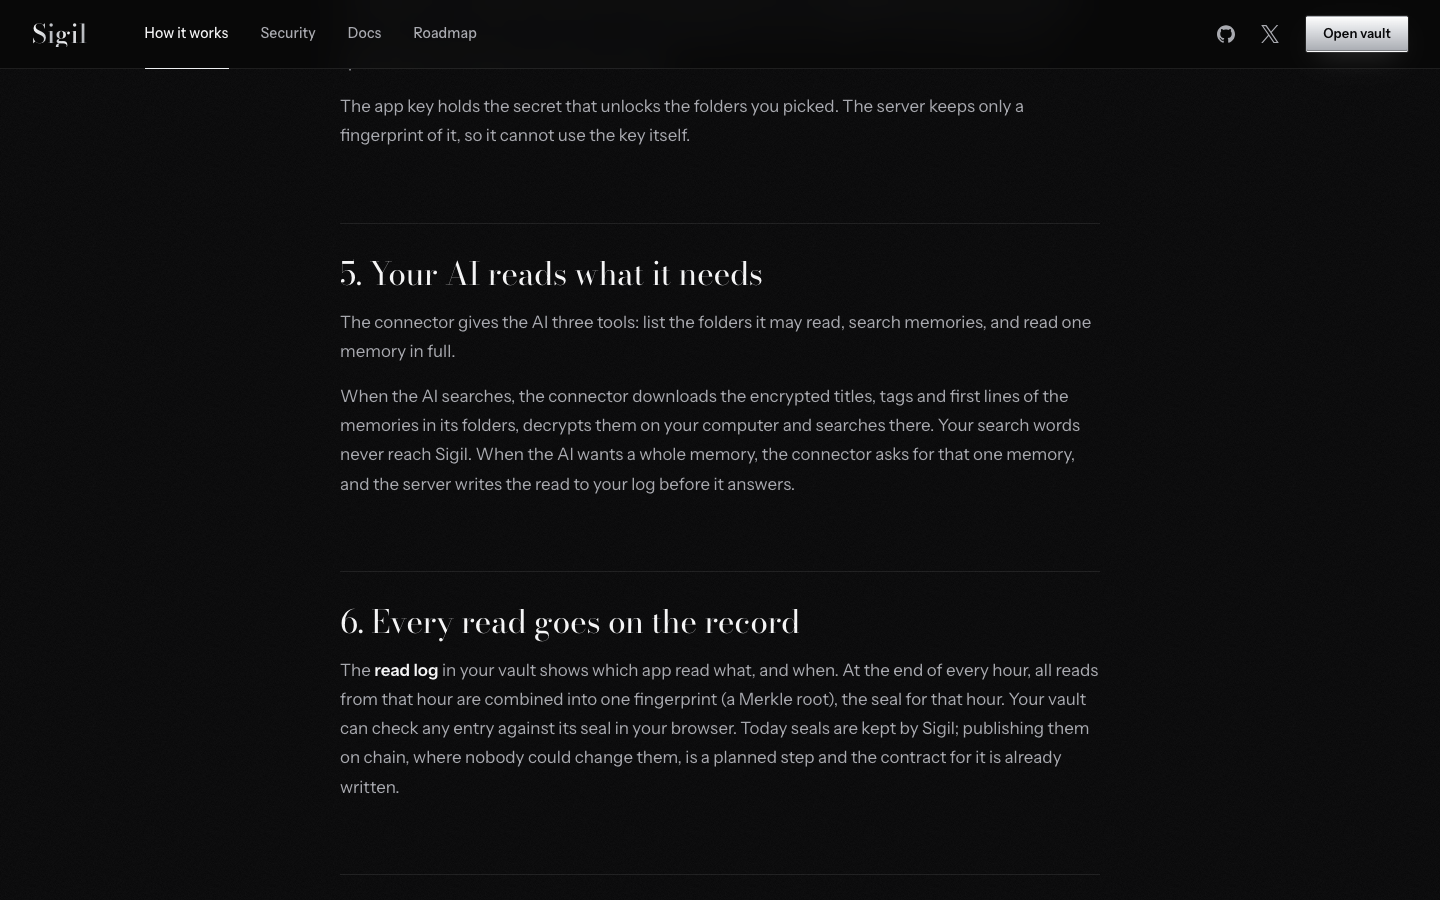 Sigil
How it works
Security
Docs
Roadmap
Open vault
The app key holds the secret that unlocks the folders you picked. The server keeps only a
fingerprint of it, so it cannot use the key itself.
5. Your AI reads what it needs
The connector gives the AI three tools: list the folders it may read, search memories, and read one
memory in full.
When the AI searches, the connector downloads the encrypted titles, tags and first lines of the
memories in its folders, decrypts them on your computer and searches there. Your search words
never reach Sigil. When the AI wants a whole memory, the connector asks for that one memory,
and the server writes the read to your log before it answers.
6. Every read goes on the record
The read log in your vault shows which app read what, and when. At the end of every hour, all reads
from that hour are combined into one fingerprint (a Merkle root), the seal for that hour. Your vault
can check any entry against its seal in your browser. Today seals are kept by Sigil; publishing them
on chain, where nobody could change them, is a planned step and the contract for it is already
written.